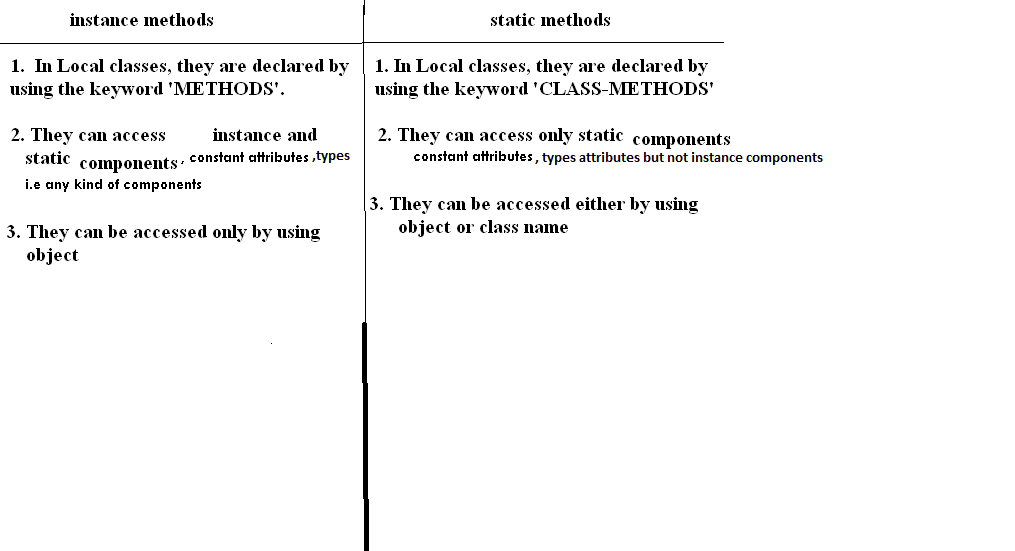 instance methods
1. In Local classes, they are declared by
using the keyword 'METHODS'.
2. They can access instance and
static components, constant attributes ,types
i.e any kind of components
3. They can be accessed only by using
object
static methods
1. In Local classes, they are declared by
using the keyword 'CLASS-METHODS'
2. They can access only static components
constant attributes, types attributes but not instance components
3. They can be accessed either by using
object or class name